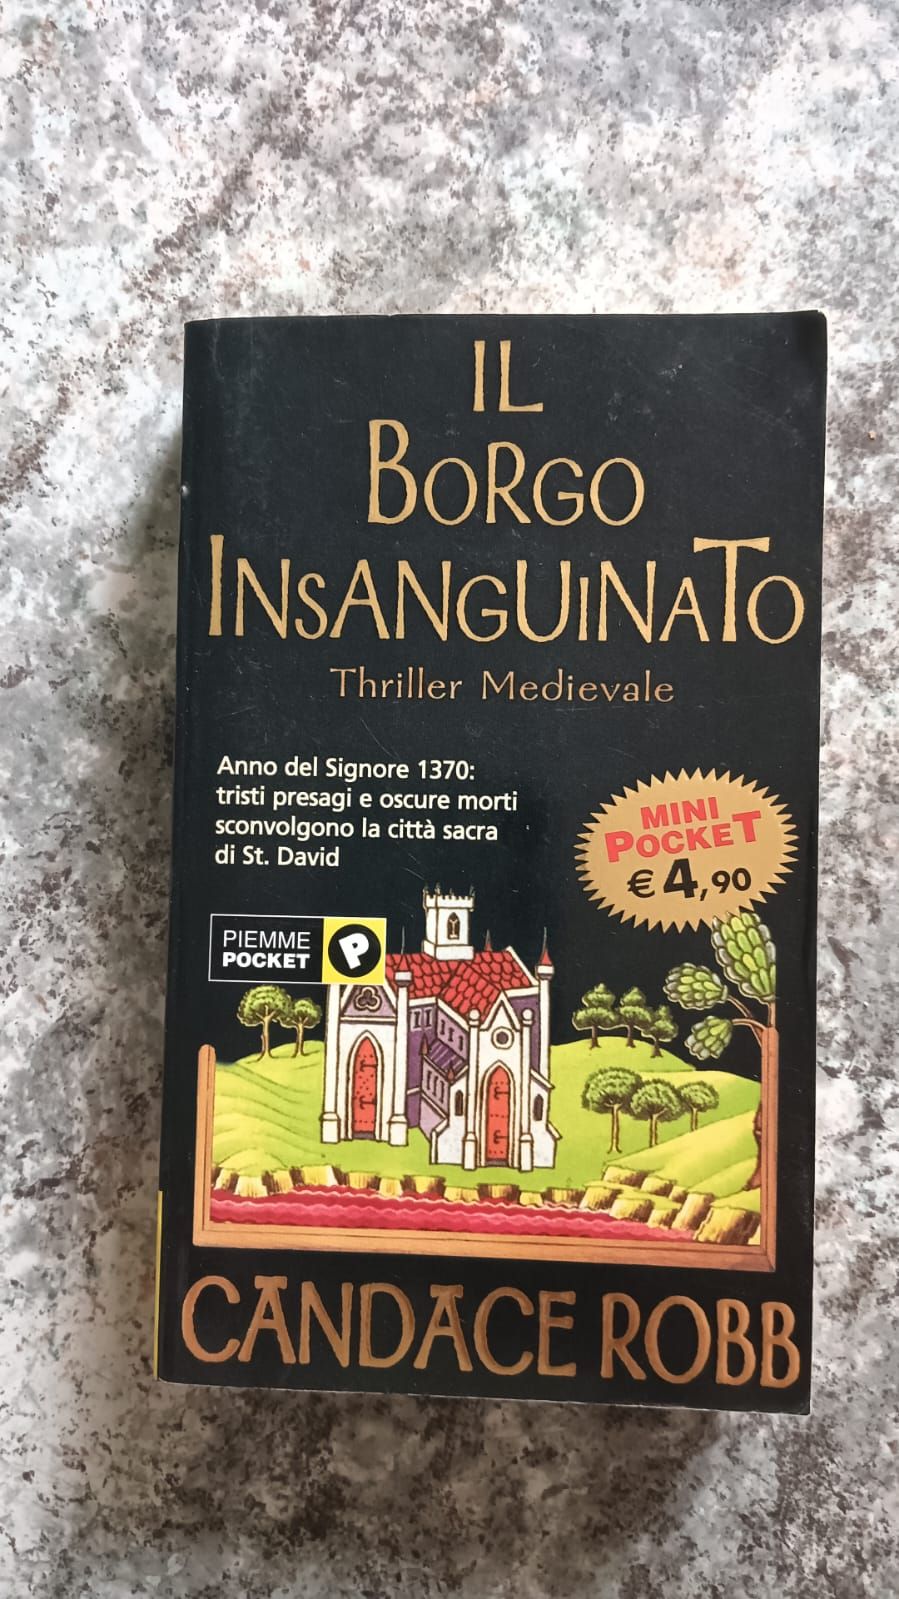 IL
BORGO
INSANGUINATO
Thriller Medievale
Anno del Signore 1370:
tristi presagi e oscure morti
sconvolgono la città sacra
di St. David
MINI
POCKET
€ 4,90
PIEMME
POCKET
P
CANDACE ROBB